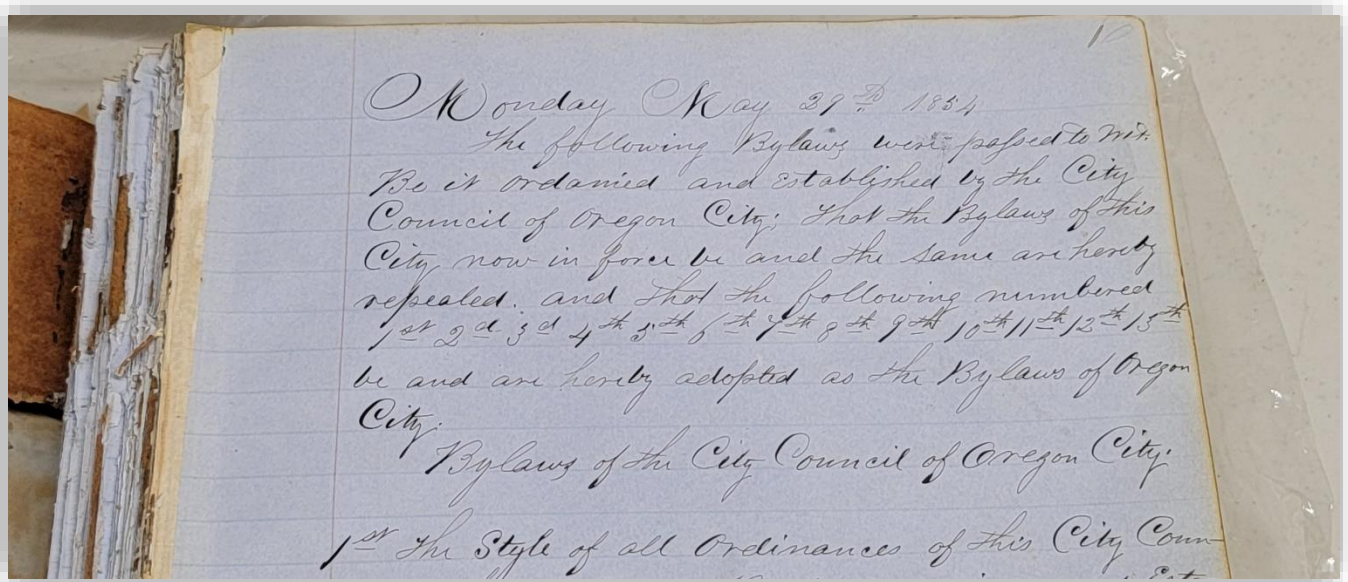 1
Monday May 29th 1854
The following Bylaws were passed to Wit.
Be it ordanied and Established by the City
Council of Oregon City; That the Bylaws of this
City now in force be and the same are hereby
repealed. and that the following numbered
1st 2d 3d 4th 5th 6th 7th 8th 9th 10th 11th 12th 13th
be and are hereby adopted as the Bylaws of Oregon
City.
Bylaws of the City Council of Oregon City.
1st The Style of all Ordinances of this City Coun-